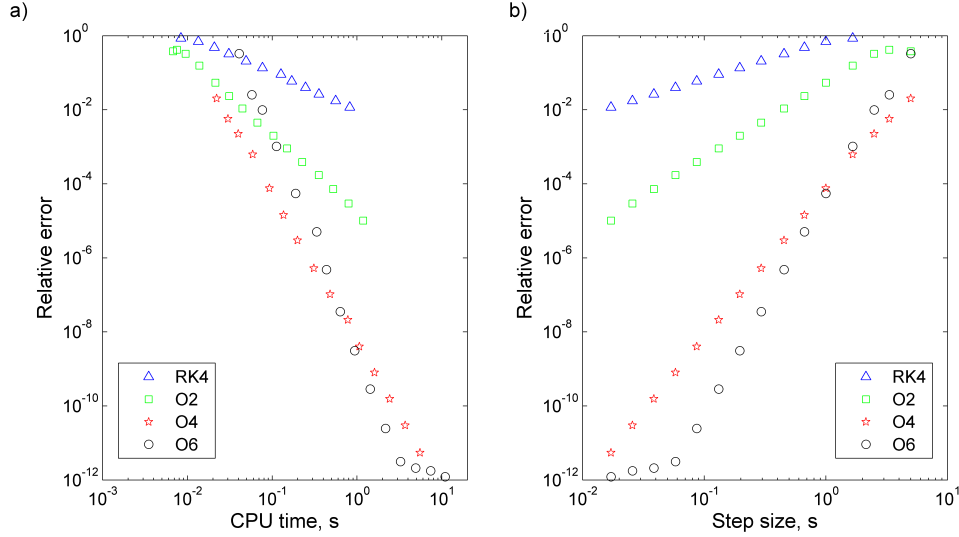 a)
10^0
10^-2
10^-4
10^-6
10^-8
10^-10
10^-12
Relative error
RK4
O2
O4
O6
10^-3
10^-2
10^-1
10^0
10^1
CPU time, s
b)
10^0
10^-2
10^-4
10^-6
10^-8
10^-10
10^-12
Relative error
RK4
O2
O4
O6
10^-2
10^-1
10^0
10^1
Step size, s